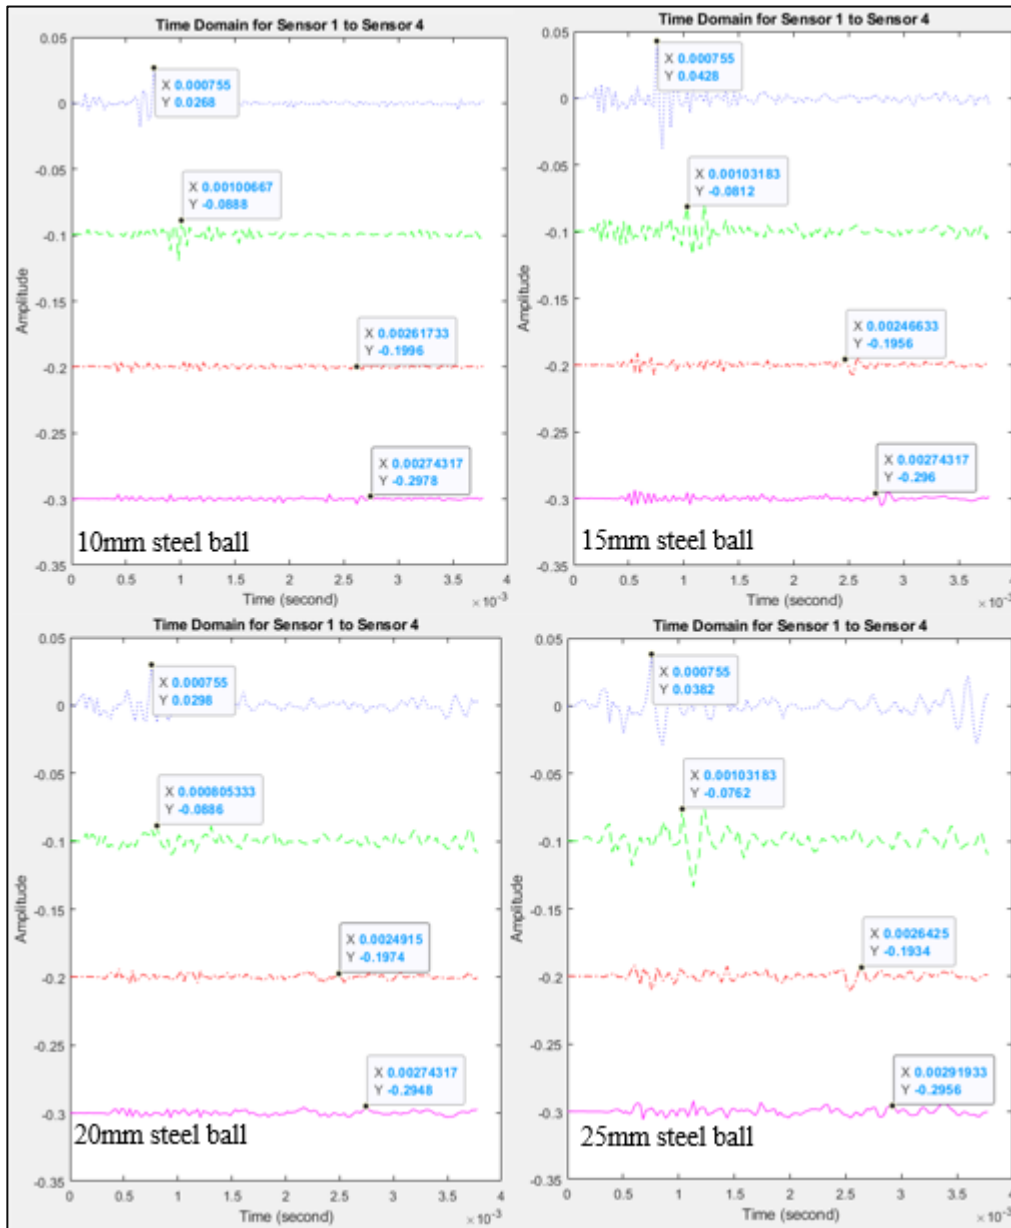 Time Domain for Sensor 1 to Sensor 4
0.05
0
-0.05
-0.1
-0.15
-0.2
-0.25
-0.3
-0.35
Amplitude
X 0.000755
Y 0.0268
X 0.00100667
Y -0.0888
X 0.00261733
Y -0.1996
X 0.00274317
Y -0.2978
10mm steel ball
0 0.5 1 1.5 2 2.5 3 3.5 4
Time (second)
×10⁻³
Time Domain for Sensor 1 to Sensor 4
0.05
0
-0.05
-0.1
-0.15
-0.2
-0.25
-0.3
-0.35
Amplitude
X 0.000755
Y 0.0428
X 0.00103183
Y -0.0812
X 0.00246633
Y -0.1956
X 0.00274317
Y -0.296
15mm steel ball
0 0.5 1 1.5 2 2.5 3 3.5 4
Time (second)
×10⁻³
Time Domain for Sensor 1 to Sensor 4
0.05
0
-0.05
-0.1
-0.15
-0.2
-0.25
-0.3
-0.35
Amplitude
X 0.000755
Y 0.0298
X 0.000805333
Y -0.0886
X 0.0024915
Y -0.1974
X 0.00274317
Y -0.2948
20mm steel ball
0 0.5 1 1.5 2 2.5 3 3.5 4
Time (second)
×10⁻³
Time Domain for Sensor 1 to Sensor 4
0.05
0
-0.05
-0.1
-0.15
-0.2
-0.25
-0.3
-0.35
Amplitude
X 0.000755
Y 0.0382
X 0.00103183
Y -0.0762
X 0.0026425
Y -0.1934
X 0.00291933
Y -0.2956
25mm steel ball
0 0.5 1 1.5 2 2.5 3 3.5 4
Time (second)
×10⁻³